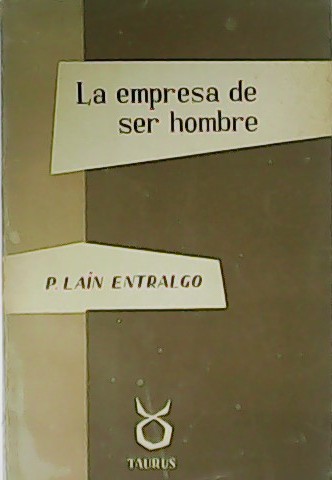 La empresa de
ser hombre
P. LAÍN ENTRALGO
TAURUS